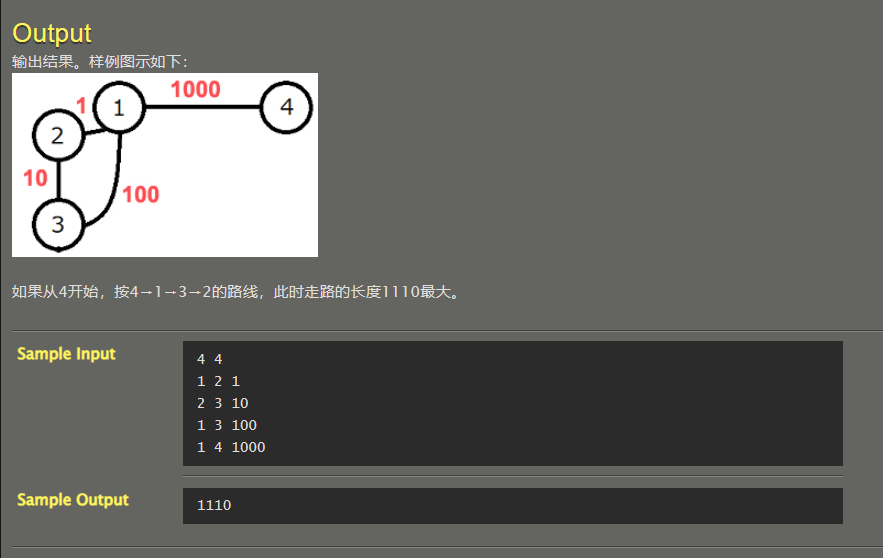 Output
输出结果。样例图示如下:
1
1
1000
4
2
10
100
3
如果从4开始，按4→1→3→2的路线，此时走路的长度1110最大。
Sample Input
4 4
1 2 1
2 3 10
1 3 100
1 4 1000
Sample Output
1110